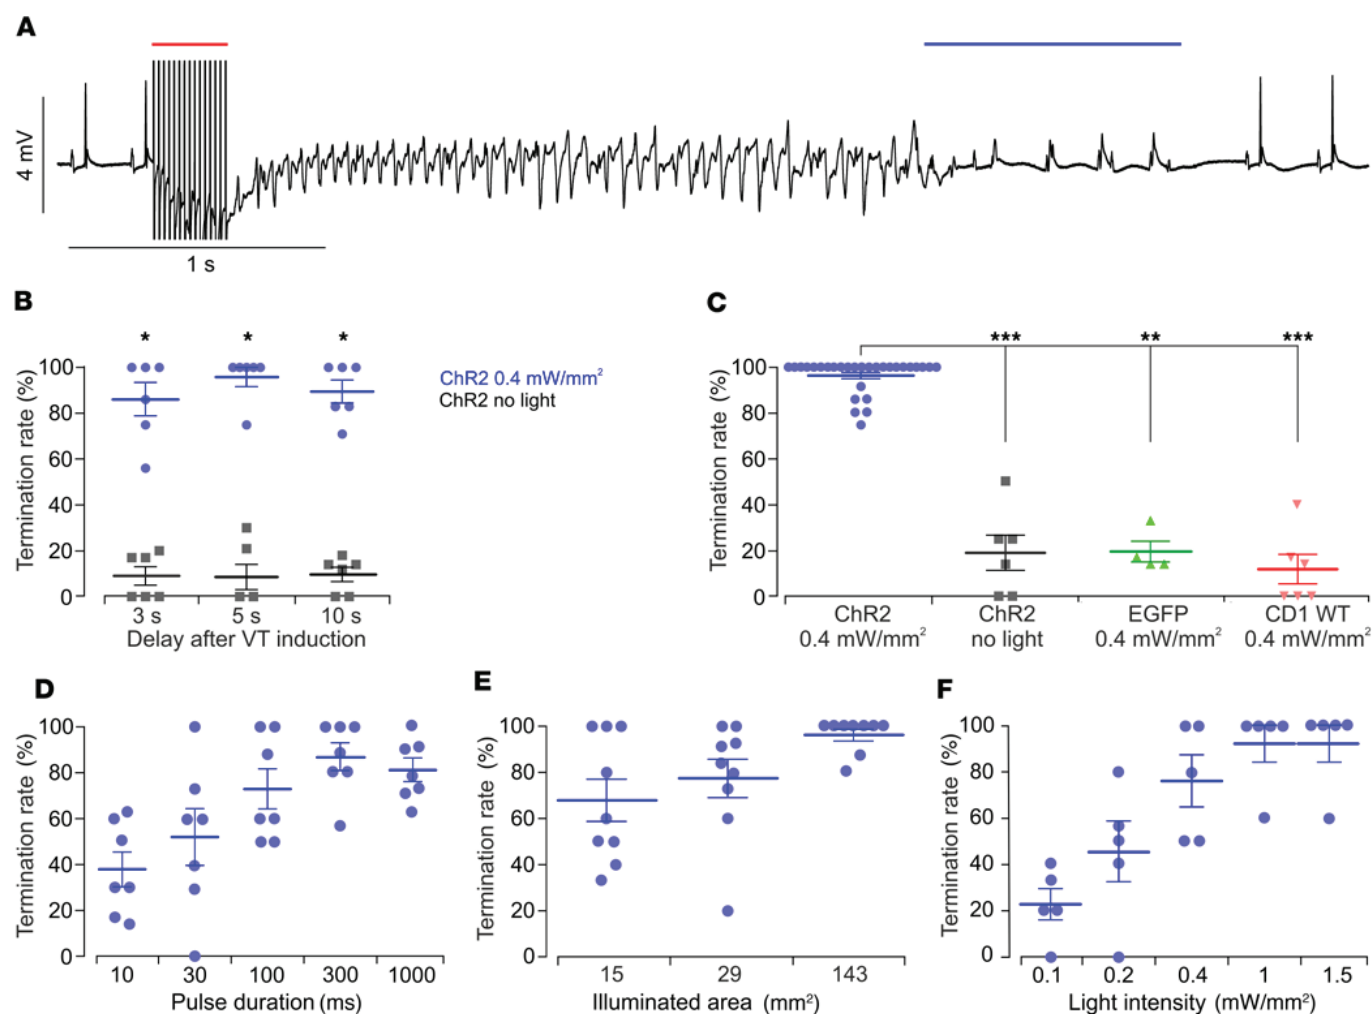 A
4 mV
1 s
B
Termination rate (%)
100
80
60
40
20
0
* * *
ChR2 0.4 mW/mm²
ChR2 no light
3 s 5 s 10 s
Delay after VT induction
C
Termination rate (%)
100
80
60
40
20
0
*** ** ***
ChR2 ChR2 EGFP CD1 WT
0.4 mW/mm² no light 0.4 mW/mm² 0.4 mW/mm²
D
Termination rate (%)
100
80
60
40
20
0
10 30 100 300 1000
Pulse duration (ms)
E
Termination rate (%)
100
80
60
40
20
0
15 29 143
Illuminated area (mm²)
F
Termination rate (%)
100
80
60
40
20
0
0.1 0.2 0.4 1 1.5
Light intensity (mW/mm²)